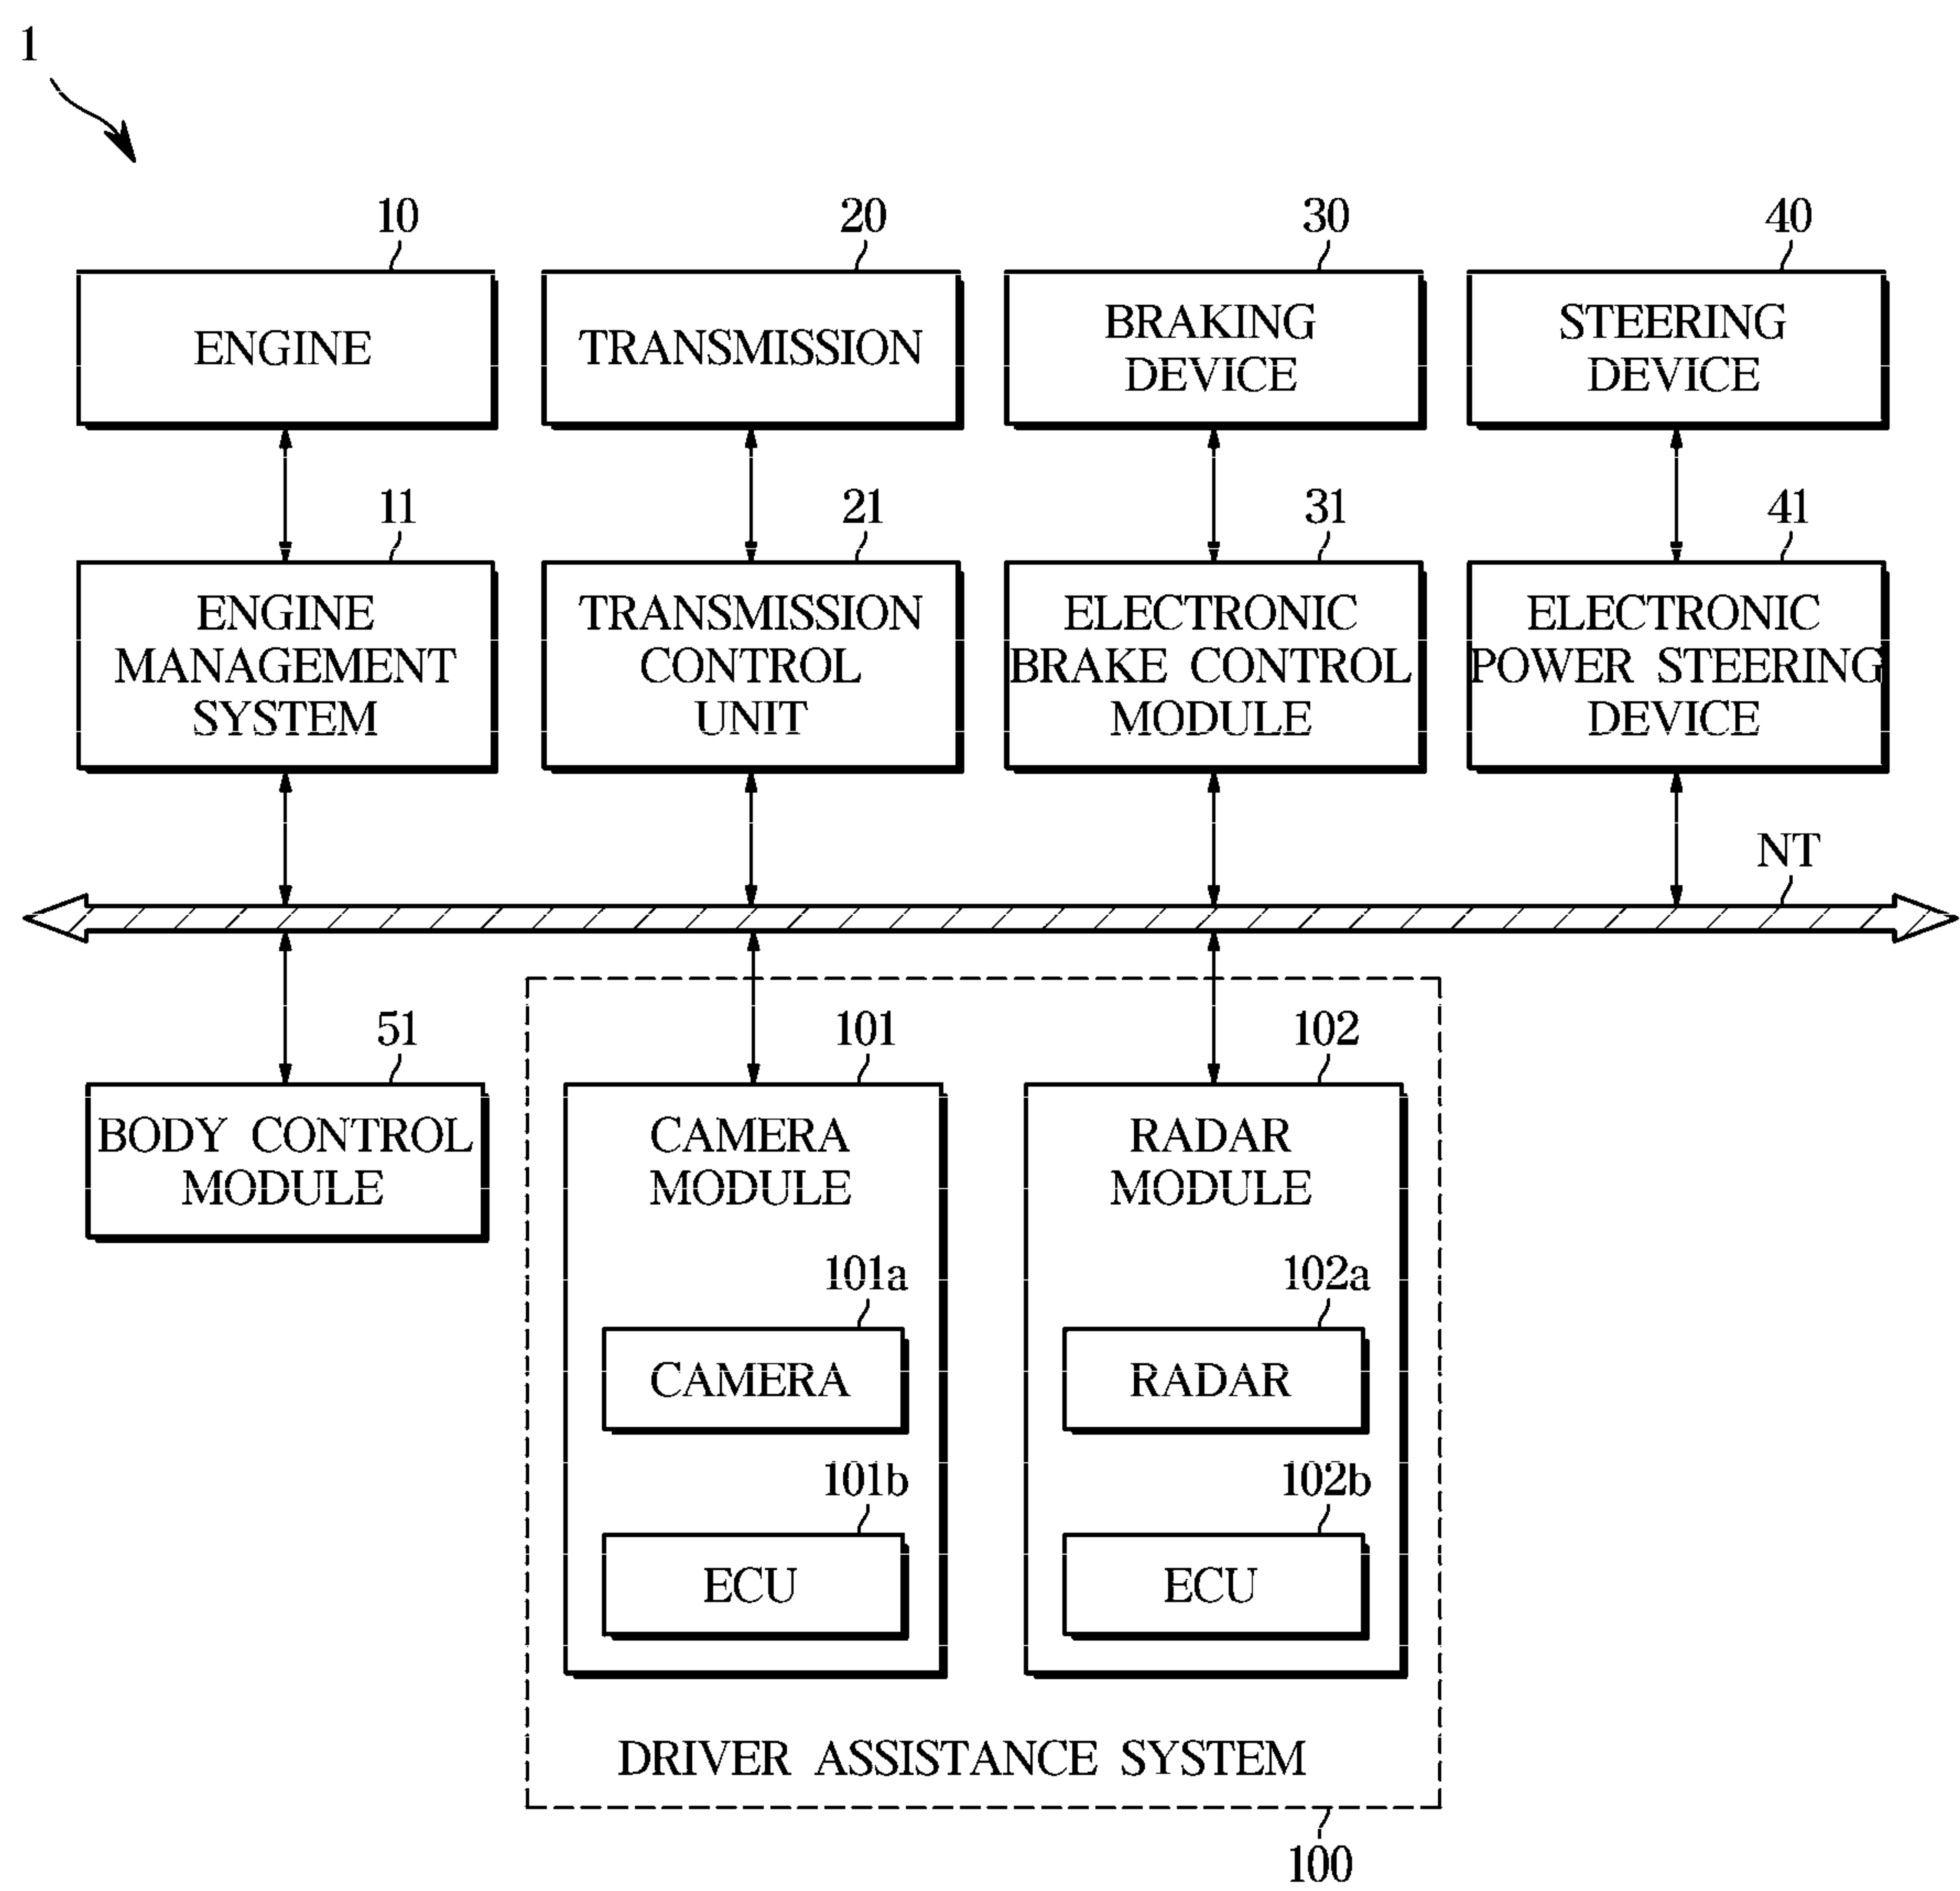 1
10
20
30
40
ENGINE
TRANSMISSION
BRAKING
DEVICE
STEERING
DEVICE
11
21
31
41
ENGINE
MANAGEMENT
SYSTEM
TRANSMISSION
CONTROL
UNIT
ELECTRONIC
BRAKE CONTROL
MODULE
ELECTRONIC
POWER STEERING
DEVICE
NT
51
101
102
BODY CONTROL
MODULE
CAMERA
MODULE
RADAR
MODULE
101a
102a
CAMERA
RADAR
101b
102b
ECU
ECU
DRIVER ASSISTANCE SYSTEM
100